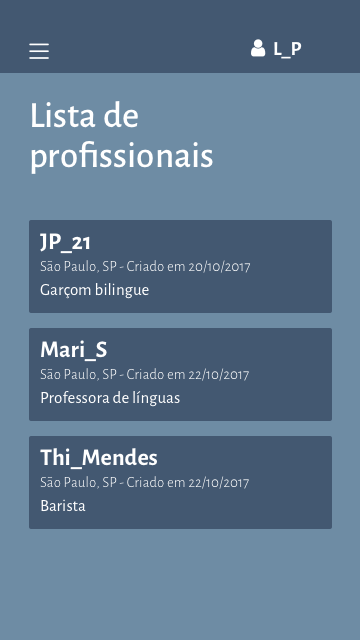 L_P
Lista de
profissionais
JP_21
São Paulo, SP - Criado em 20/10/2017
Garçom bilingue
Mari_S
São Paulo, SP - Criado em 22/10/2017
Professora de línguas
Thi_Mendes
São Paulo, SP - Criado em 22/10/2017
Barista